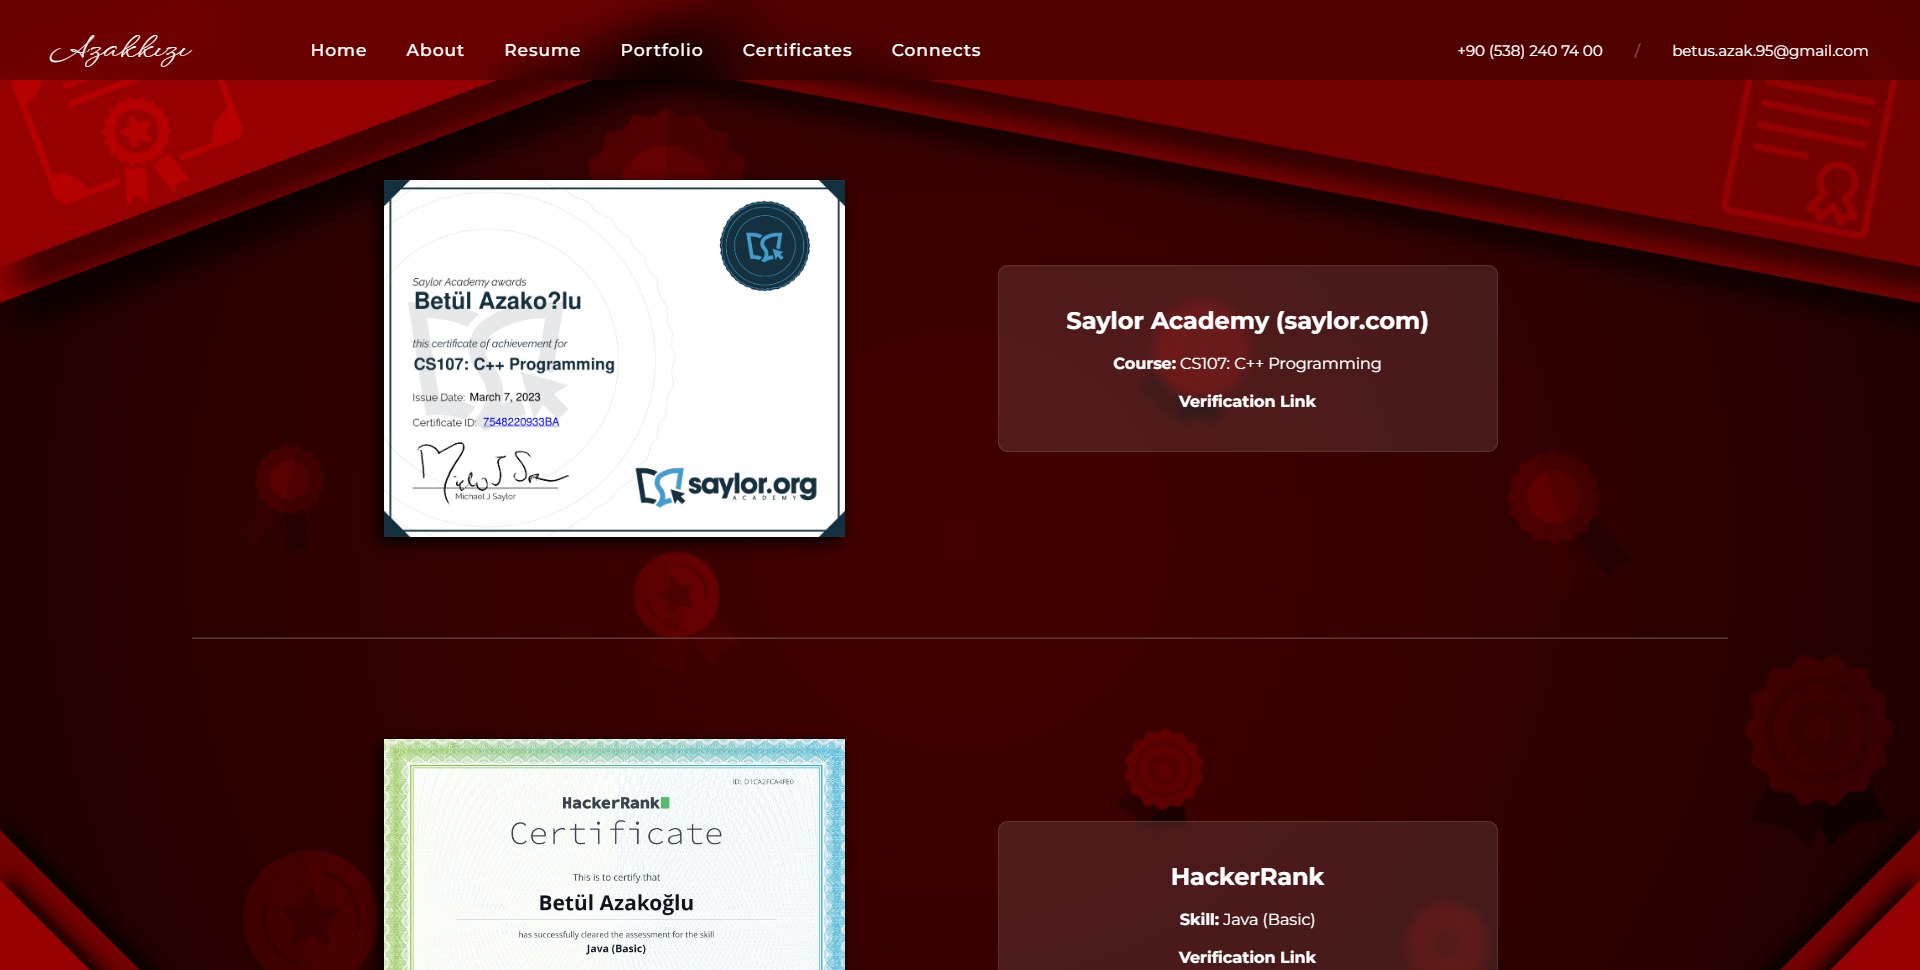 Azakkızı
Home
About
Resume
Portfolio
Certificates
Connects
+90 (538) 240 74 00
/
betus.azak.95@gmail.com
Saylor Academy awards
Betül Azako?lu
this certificate of achievement for
CS107: C++ Programming
Issue Date: March 7, 2023
Certificate ID: 7548220933BA
Michael J Saylor
saylor.org
ACADEMY
Saylor Academy (saylor.com)
Course: CS107: C++ Programming
Verification Link
ID: D1CA2FCA4FE0
HackerRank
Certificate
This is to certify that
Betül Azakoğlu
has successfully cleared the assessment for the skill
Java (Basic)
HackerRank
Skill: Java (Basic)
Verification Link